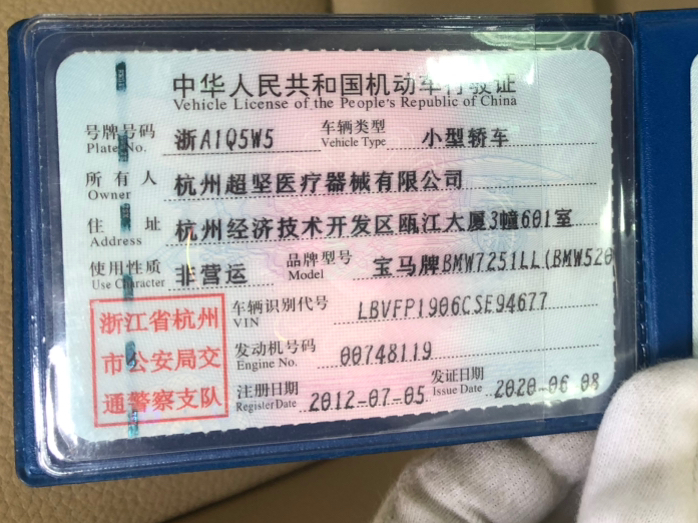 中华人民共和国机动车行驶证
Vehicle License of the People's Republic of China
号牌号码 浙A1Q5W5 车辆类型 小型轿车
Plate No. Vehicle Type
所有人 杭州超坚医疗器械有限公司
Owner
住址 杭州经济技术开发区瓯江大厦3幢601室
Address
使用性质 非营运 品牌型号 宝马牌BMW7251LL(BMW520
Use Character Model
浙江省杭州
市公安局交
通警察支队
车辆识别代号 LBVFP1906CSE94677
VIN
发动机号码 00748119
Engine No.
注册日期 2012-07-05 发证日期 2020-06-08
Register Date Issue Date